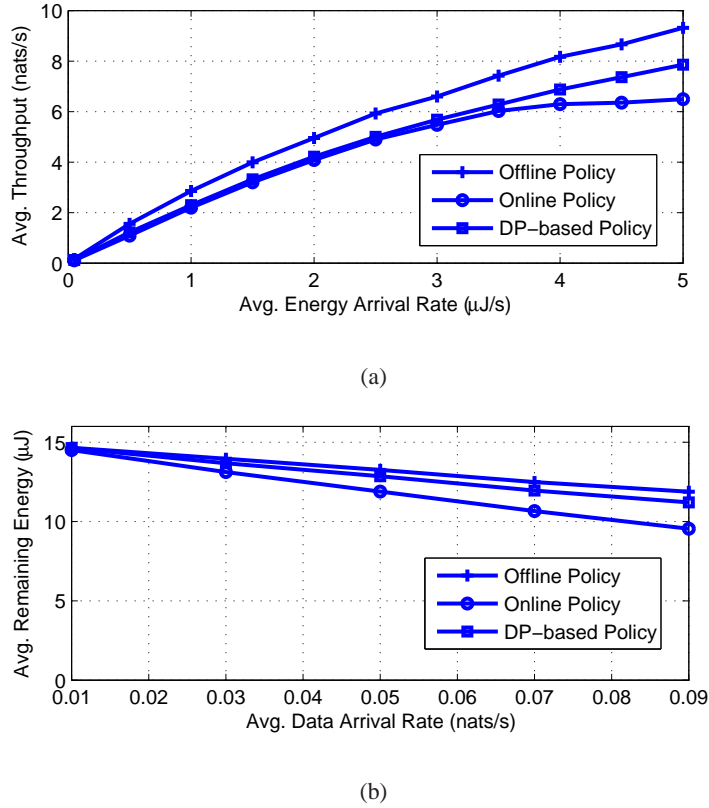 10
8
6
4
2
0
Avg. Throughput (nats/s)
Offline Policy
Online Policy
DP−based Policy
1 2 3 4 5
Avg. Energy Arrival Rate (μJ/s)
(a)
15
10
5
0
Avg. Remaining Energy (μJ)
Offline Policy
Online Policy
DP−based Policy
0.01 0.02 0.03 0.04 0.05 0.06 0.07 0.08 0.09
Avg. Data Arrival Rate (nats/s)
(b)